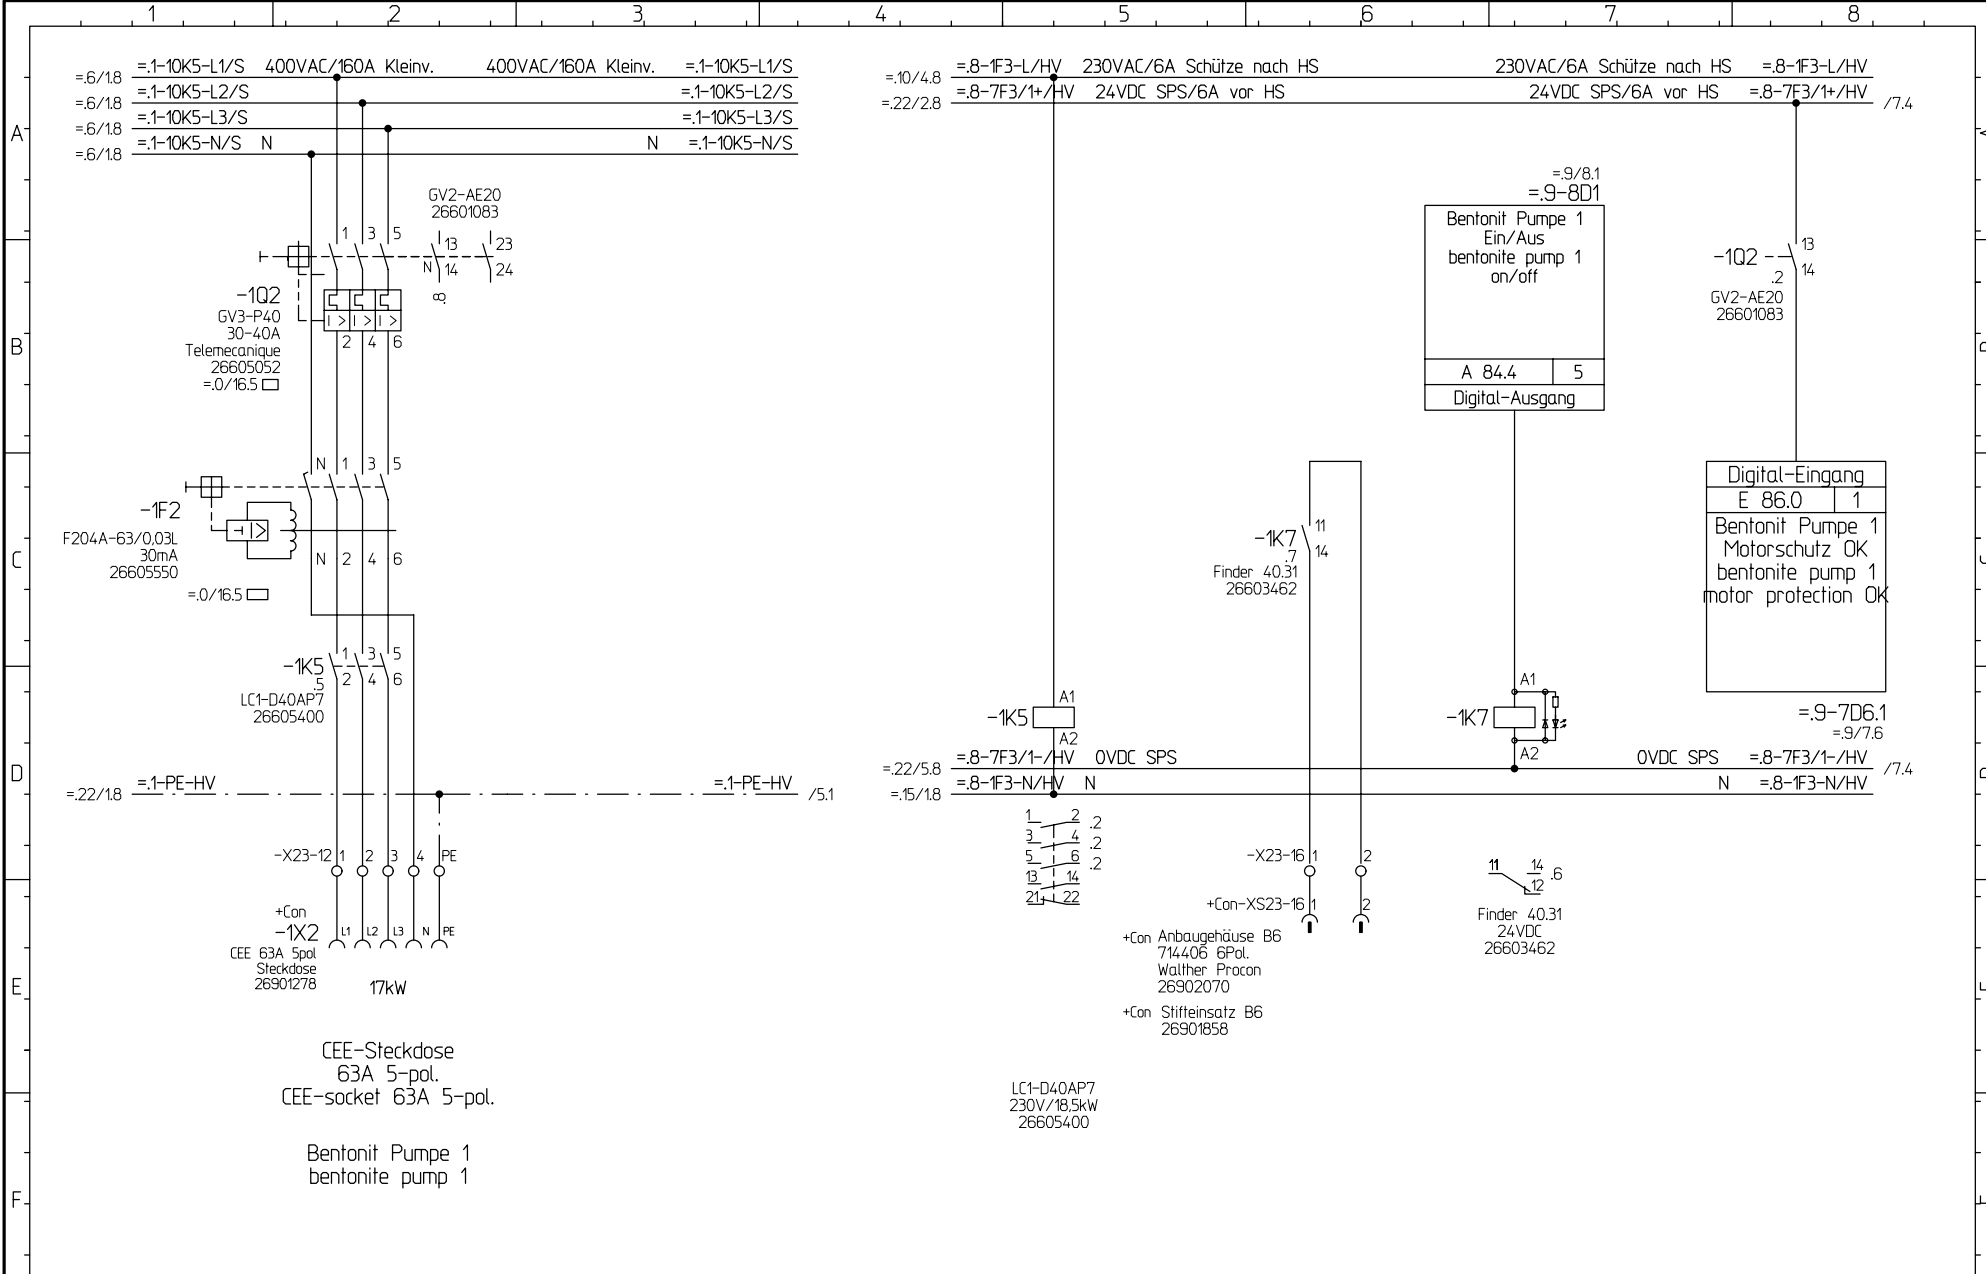 1 2 3 4 5 6 7 8
=.6/1.8 =.1-10K5-L1/S 400VAC/160A Kleinv. 400VAC/160A Kleinv. =.1-10K5-L1/S
=.6/1.8 =.1-10K5-L2/S =.1-10K5-L2/S
=.6/1.8 =.1-10K5-L3/S =.1-10K5-L3/S
=.6/1.8 =.1-10K5-N/S N N =.1-10K5-N/S
=.10/4.8 =.8-1F3-L/HV 230VAC/6A Schütze nach HS 230VAC/6A Schütze nach HS =.8-1F3-L/HV
=.22/2.8 =.8-7F3/1+/HV 24VDC SPS/6A vor HS 24VDC SPS/6A vor HS =.8-7F3/1+/HV /7.4
A
B
C
D
E
F
GV2-AE20
26601083
1 3 5 13 23
N 14 24
.8
-1Q2
GV3-P40
30-40A
Telemecanique
26605052
=.0/16.5
I> I> I>
2 4 6
N 1 3 5
-1F2
I>
F204A-63/0,03L
30mA
26605550
N 2 4 6
=.0/16.5
1 3 5
-1K5
.5
2 4 6
LC1-D40AP7
26605400
=.22/1.8 =.1-PE-HV =.1-PE-HV /5.1
-X23-12 1 2 3 4 PE
+Con
-1X2 L1 L2 L3 N PE
CEE 63A 5pol
Steckdose
26901278
17kW
CEE-Steckdose
63A 5-pol.
CEE-socket 63A 5-pol.
Bentonit Pumpe 1
bentonite pump 1
-1K5
A1
A2
=.22/5.8 =.8-7F3/1-/HV 0VDC SPS 0VDC SPS =.8-7F3/1-/HV /7.4
=.15/1.8 =.8-1F3-N/HV N N =.8-1F3-N/HV
1 2 .2
3 4 .2
5 6 .2
13 14
21 22
LC1-D40AP7
230V/18,5kW
26605400
-1K7
.7
11
14
Finder 40.31
26603462
-X23-16 1 2
+Con-XS23-16 1 2
+Con Anbaugehäuse B6
714406 6Pol.
Walther Procon
26902070
+Con Stifteinsatz B6
26901858
=.9/8.1
=.9-8D1
Bentonit Pumpe 1
Ein/Aus
bentonite pump 1
on/off
A 84.4 5
Digital-Ausgang
-1K7
A1
A2
11 14 .6
12
Finder 40.31
24VDC
26603462
-1Q2
.2
13
14
GV2-AE20
26601083
Digital-Eingang
E 86.0 1
Bentonit Pumpe 1
Motorschutz OK
bentonite pump 1
motor protection OK
=.9-7D6.1
=.9/7.6